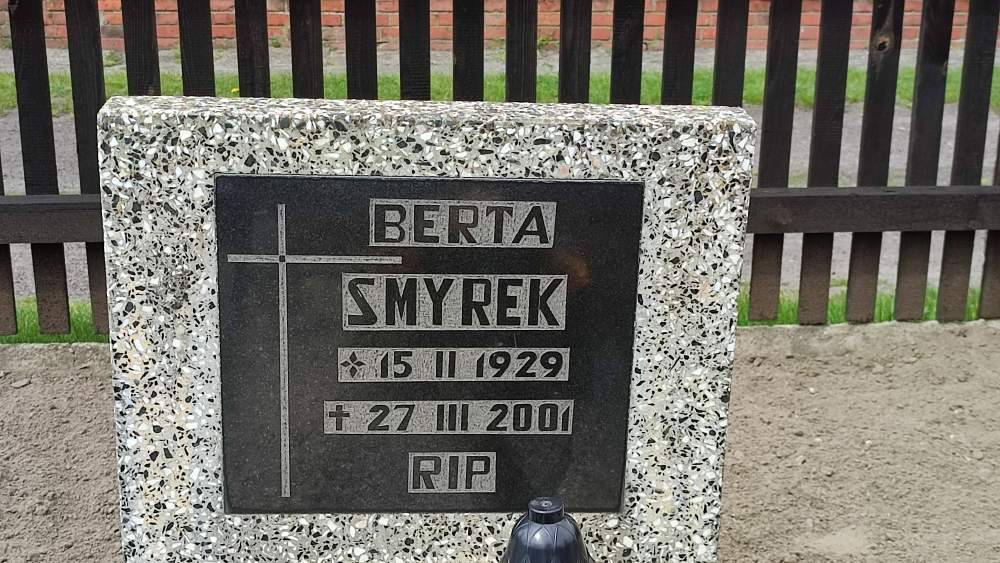 BERTA
SMYREK
15 II 1929
✝ 27 III 2001
RIP